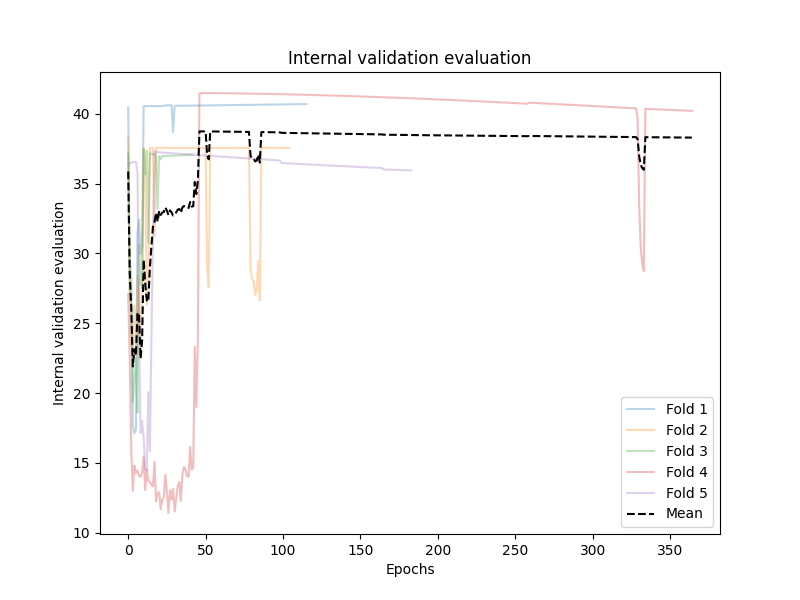 Internal validation evaluation
Internal validation evaluation
40
35
30
25
20
15
10
0 50 100 150 200 250 300 350
Epochs
Fold 1
Fold 2
Fold 3
Fold 4
Fold 5
Mean